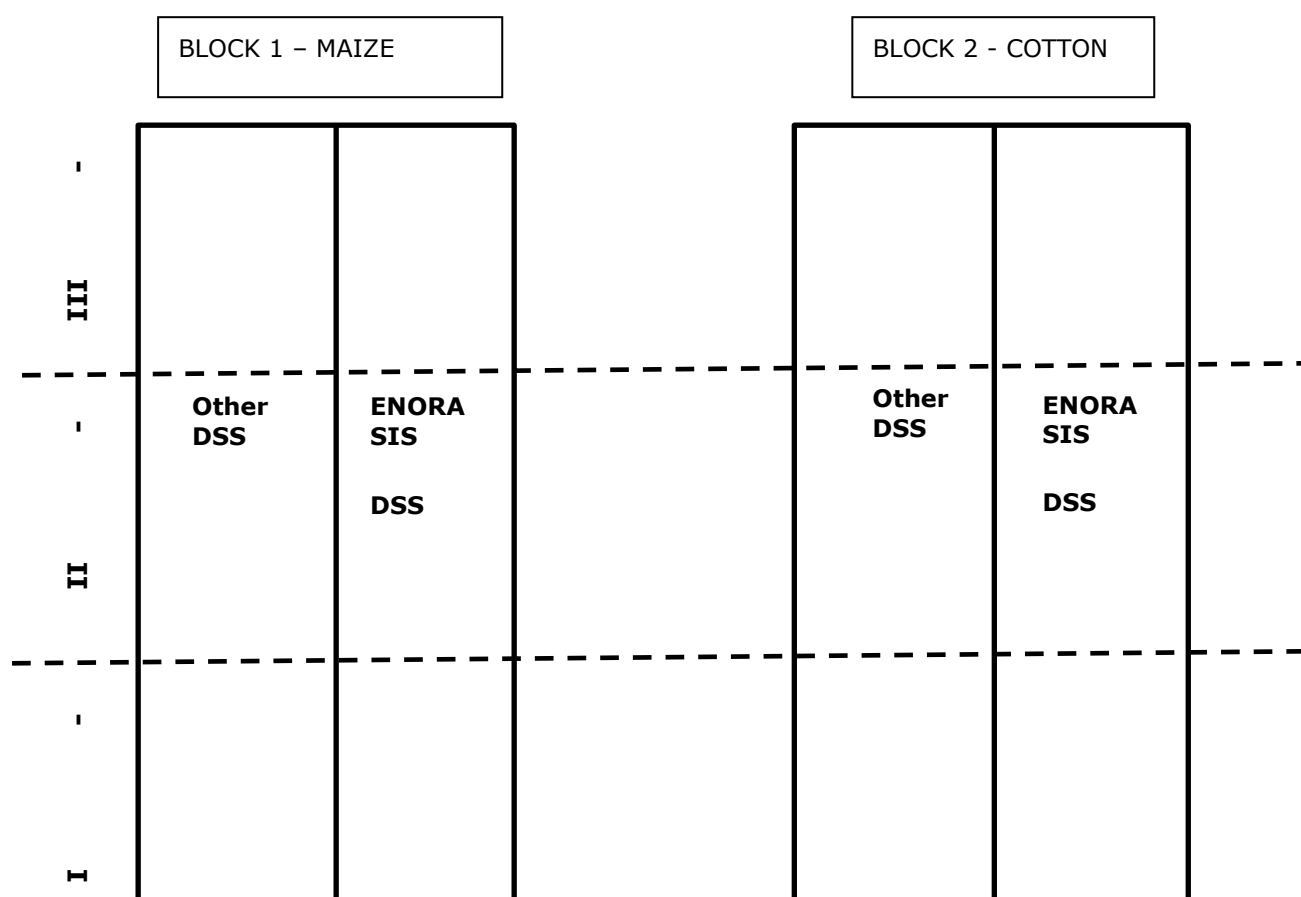 BLOCK 1 – MAIZE
BLOCK 2 - COTTON
I - II - III -
Other
DSS
ENORA
SIS
DSS
Other
DSS
ENORA
SIS
DSS